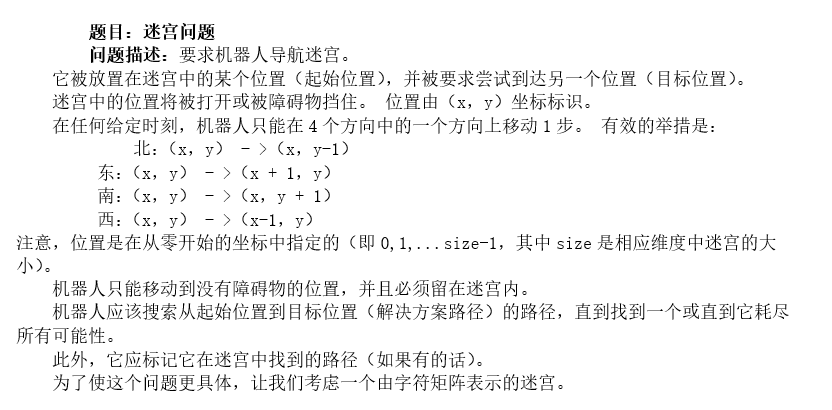 题目：迷宫问题
问题描述：要求机器人导航迷宫。
它被放置在迷宫中的某个位置（起始位置），并被要求尝试到达另一个位置（目标位置）。
迷宫中的位置将被打开或被障碍物挡住。 位置由（x，y）坐标标识。
在任何给定时刻，机器人只能在 4 个方向中的一个方向上移动 1 步。 有效的举措是：
北：（x，y） - >（x，y-1）
东：（x，y） - >（x + 1，y）
南：（x，y） - >（x，y + 1）
西：（x，y） - >（x-1，y）
注意，位置是在从零开始的坐标中指定的（即 0,1,...size-1，其中 size 是相应维度中迷宫的大
小）。
机器人只能移动到没有障碍物的位置，并且必须留在迷宫内。
机器人应该搜索从起始位置到目标位置（解决方案路径）的路径，直到找到一个或直到它耗尽
所有可能性。
此外，它应标记它在迷宫中找到的路径（如果有的话）。
为了使这个问题更具体，让我们考虑一个由字符矩阵表示的迷宫。